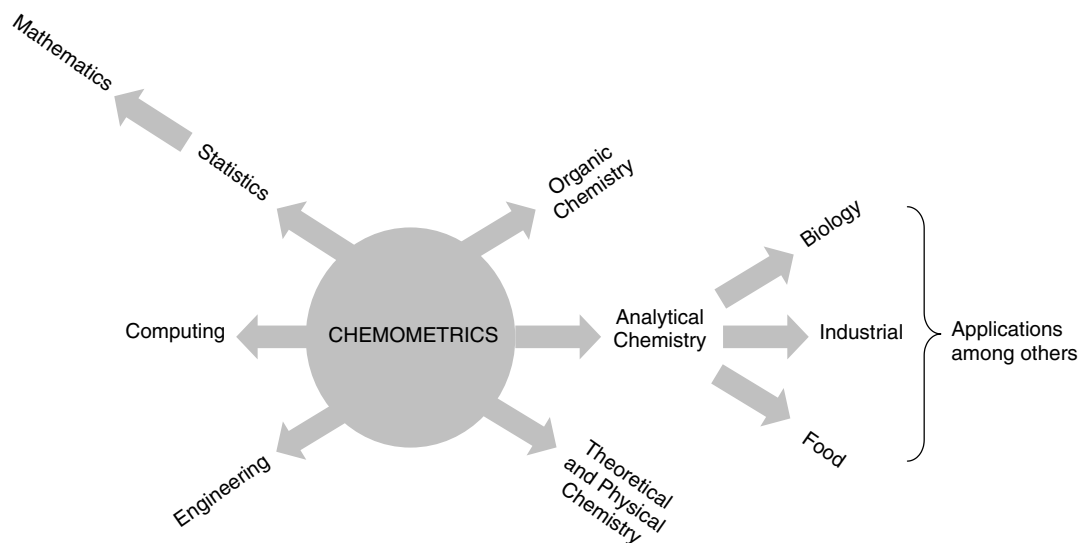 Mathematics
Statistics
Organic
Chemistry
Biology
Computing
CHEMOMETRICS
Analytical
Chemistry
Industrial
Applications
among others
Engineering
Theoretical
and Physical
Chemistry
Food